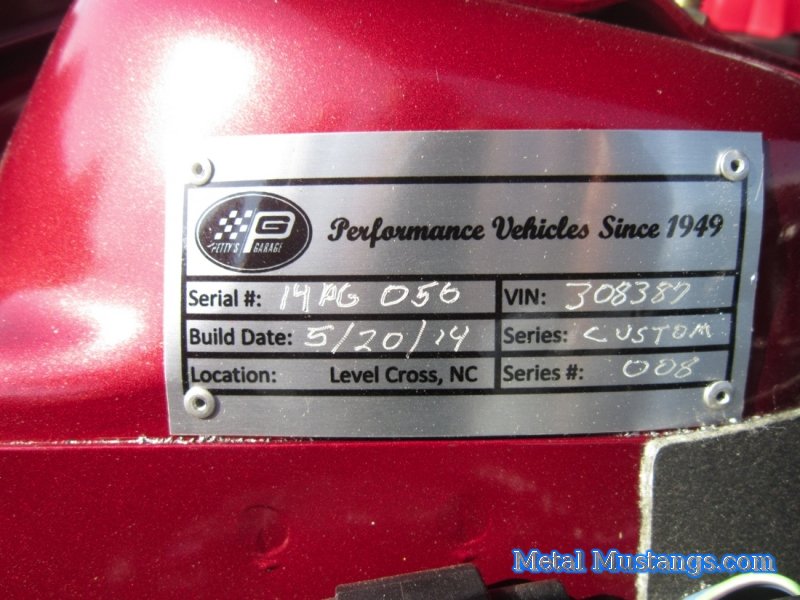 PG
PETTY'S GARAGE
Performance Vehicles Since 1949
Serial #: 14PG 056 VIN: 308387
Build Date: 5/20/14 Series: CUSTOM
Location: Level Cross, NC Series #: 008
Metal Mustangs.com